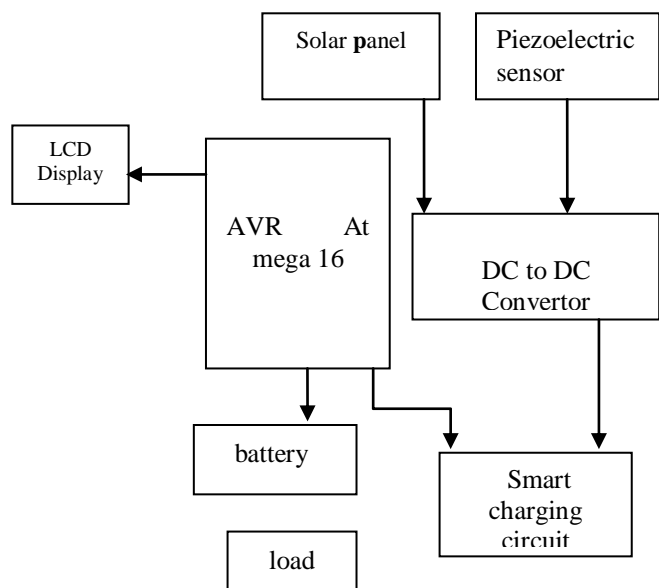 Solar panel
Piezoelectric
sensor
LCD
Display
AVR At
mega 16
DC to DC
Convertor
battery
Smart
charging
circuit
load